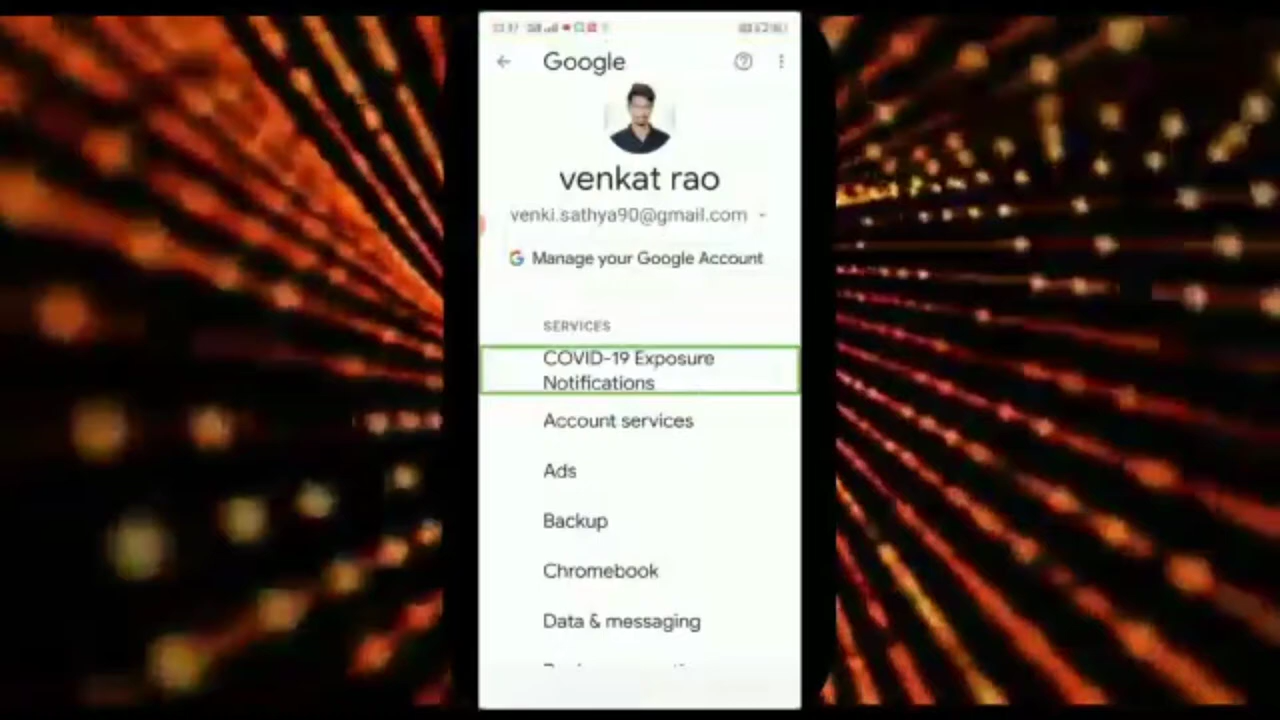 Google
venkat rao
venki.sathya90@gmail.com
Manage your Google Account
SERVICES
COVID-19 Exposure
Notifications
Account services
Ads
Backup
Chromebook
Data & messaging